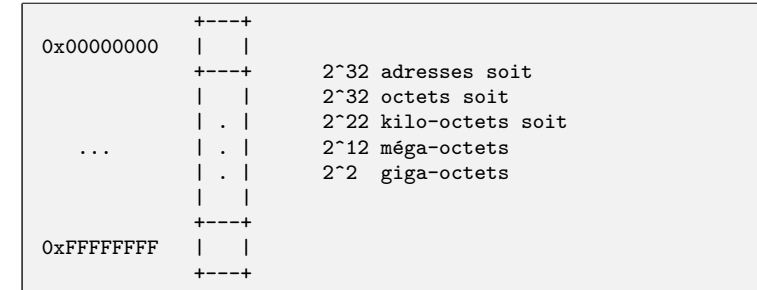 +---+
0x00000000  |   |
+---+      2^32 adresses soit
|   |      2^32 octets soit
| . |      2^22 kilo-octets soit
...     | . |      2^12 méga-octets
| . |      2^2  giga-octets
|   |
+---+
0xFFFFFFFF  |   |
+---+